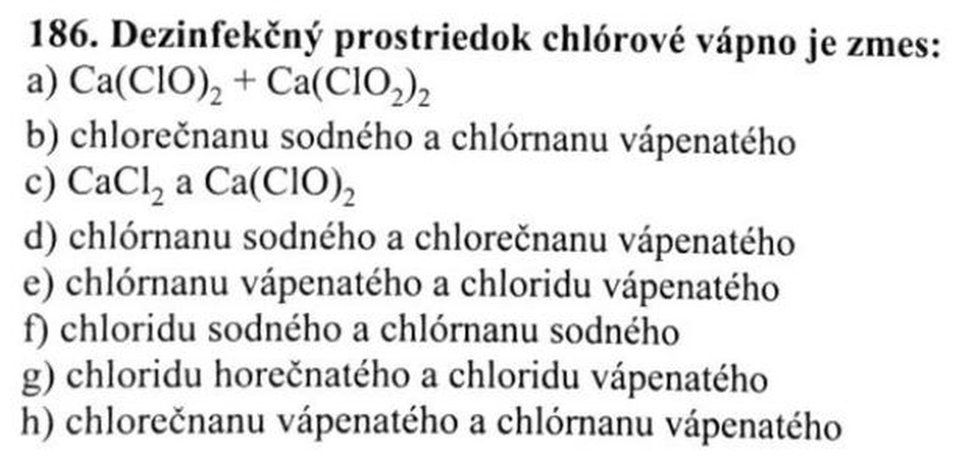 186. Dezinfekčný prostriedok chlórové vápno je zmes:
a) Ca(ClO)₂ + Ca(ClO₂)₂
b) chlorečnanu sodného a chlórnanu vápenatého
c) CaCl₂ a Ca(ClO)₂
d) chlórnanu sodného a chlorečnanu vápenatého
e) chlórnanu vápenatého a chloridu vápenatého
f) chloridu sodného a chlórnanu sodného
g) chloridu horečnatého a chloridu vápenatého
h) chlorečnanu vápenatého a chlórnanu vápenatého